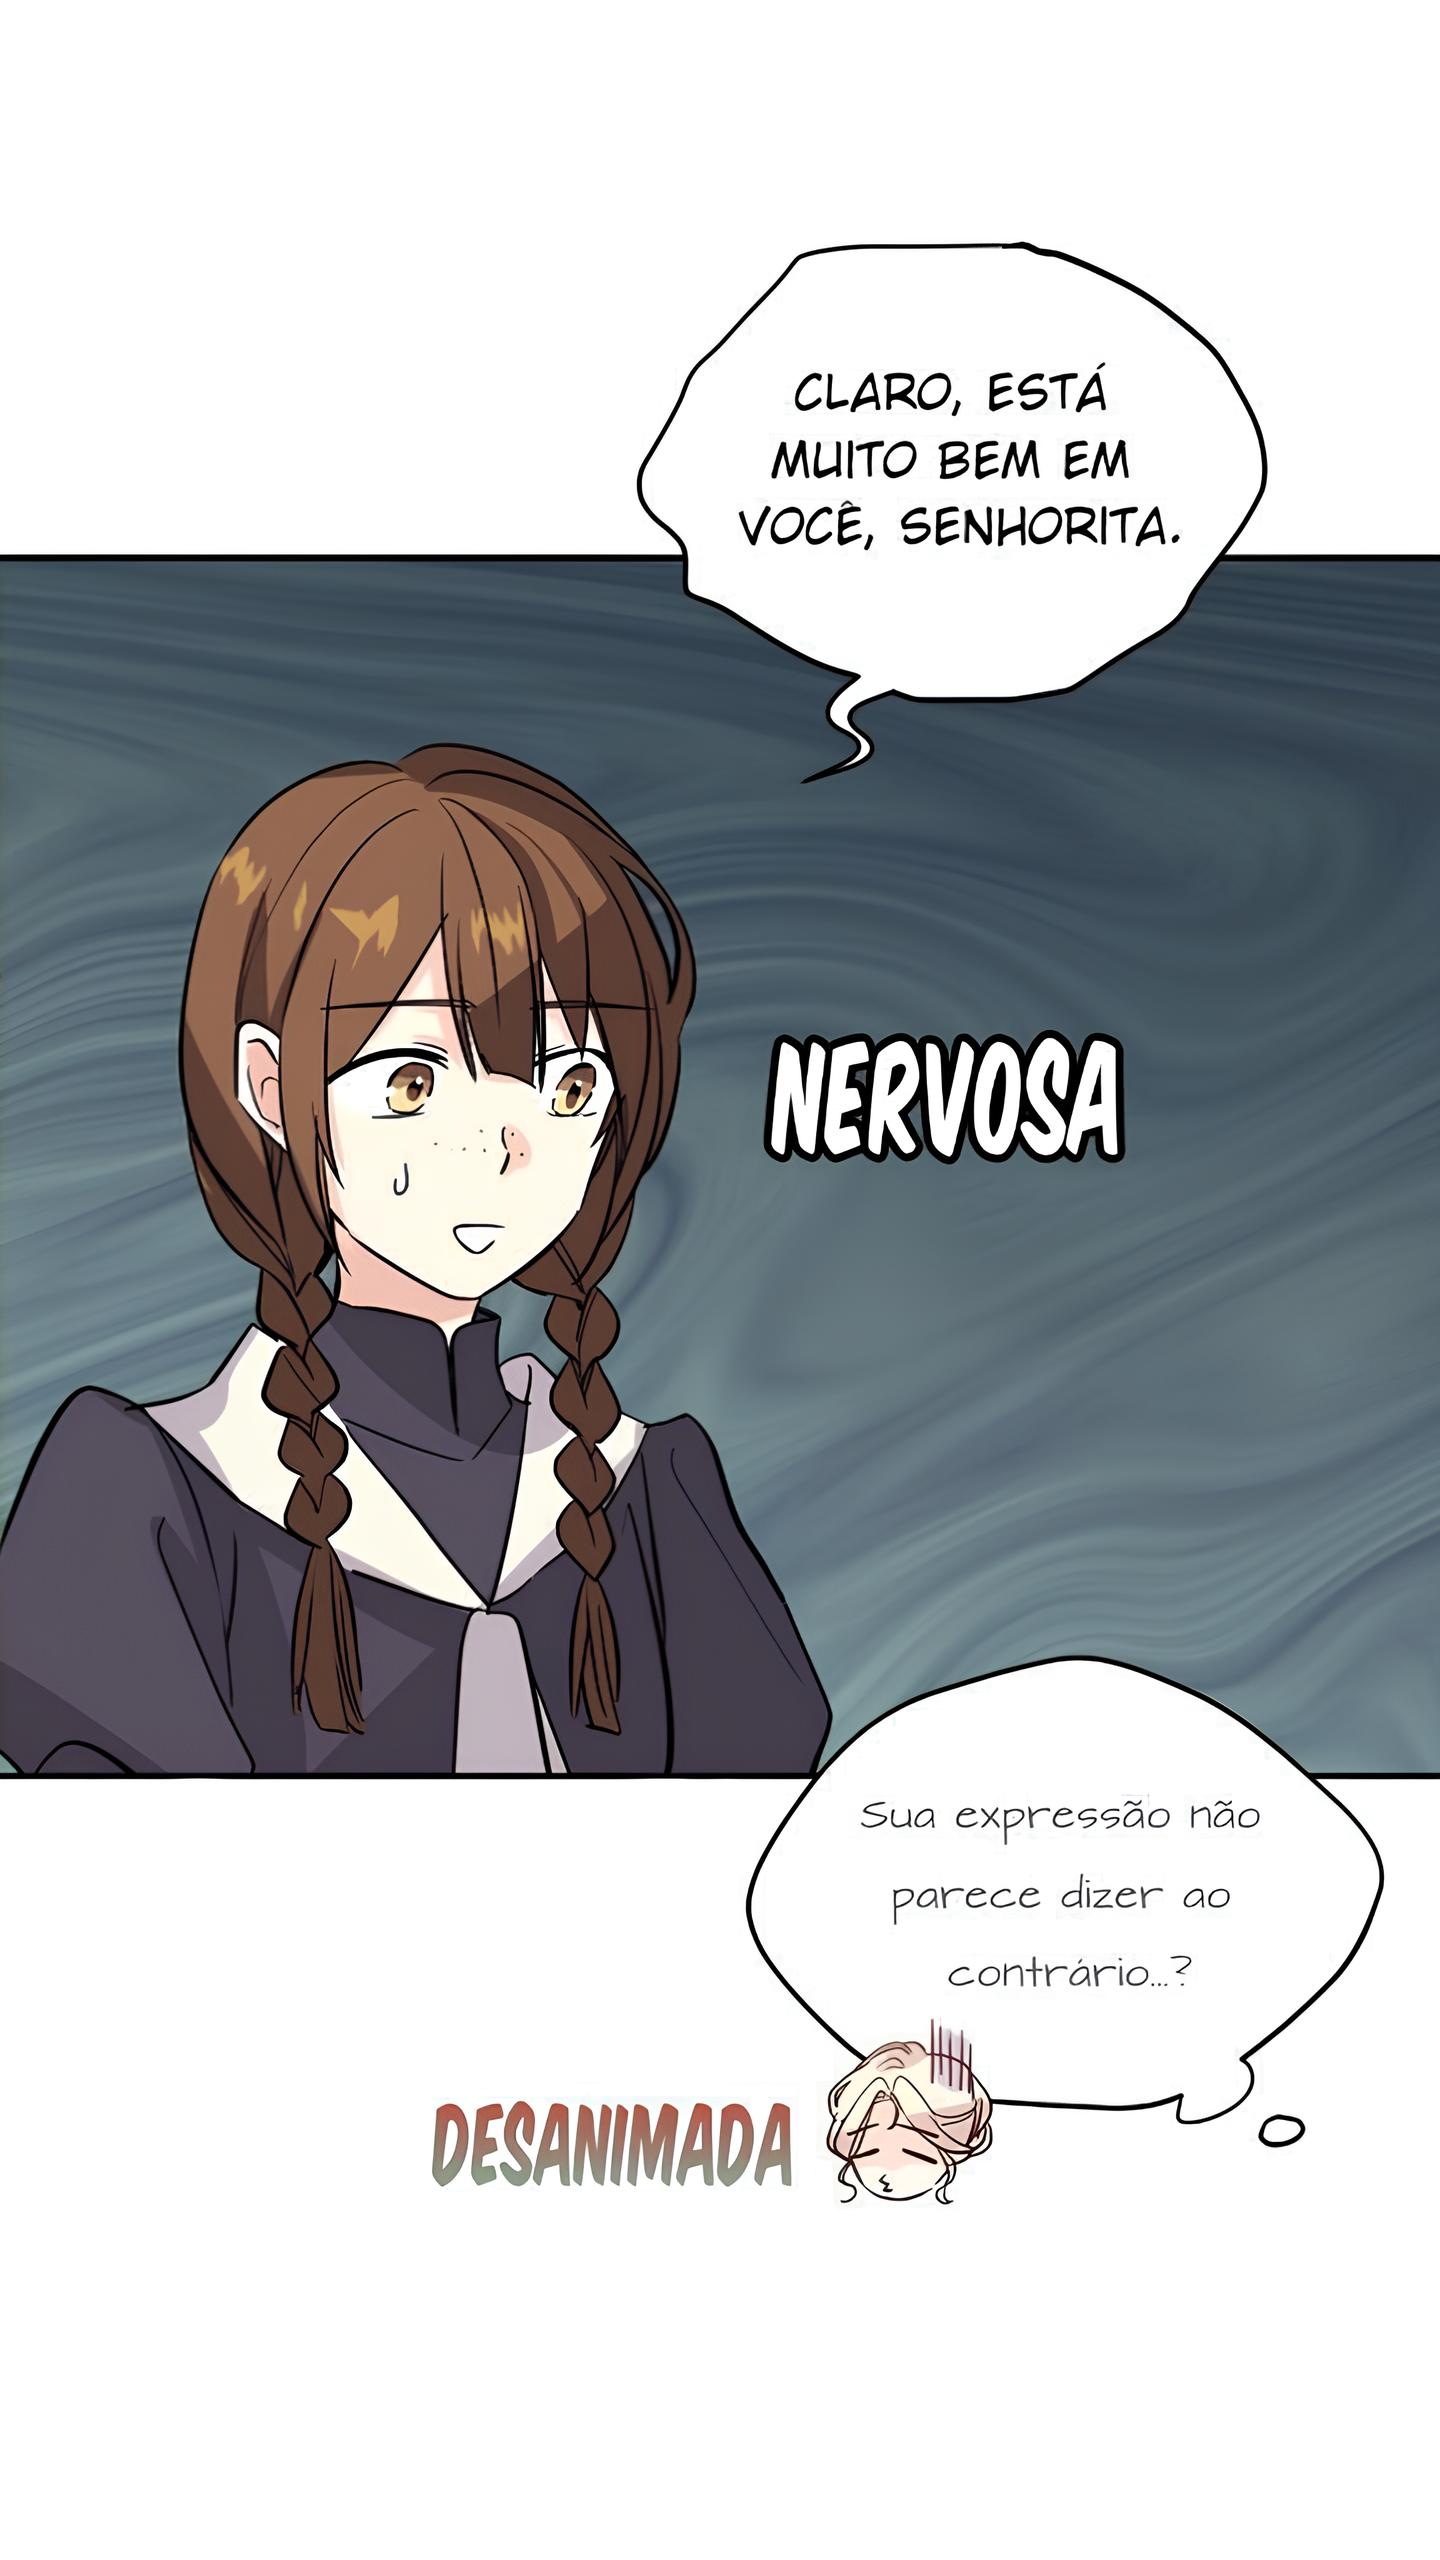 CLARO, ESTÁ
MUITO BEM EM
VOCÊ, SENHORITA.
NERVOSA
Sua expressão não
parece dizer ao
contrário...?
DESANIMADA